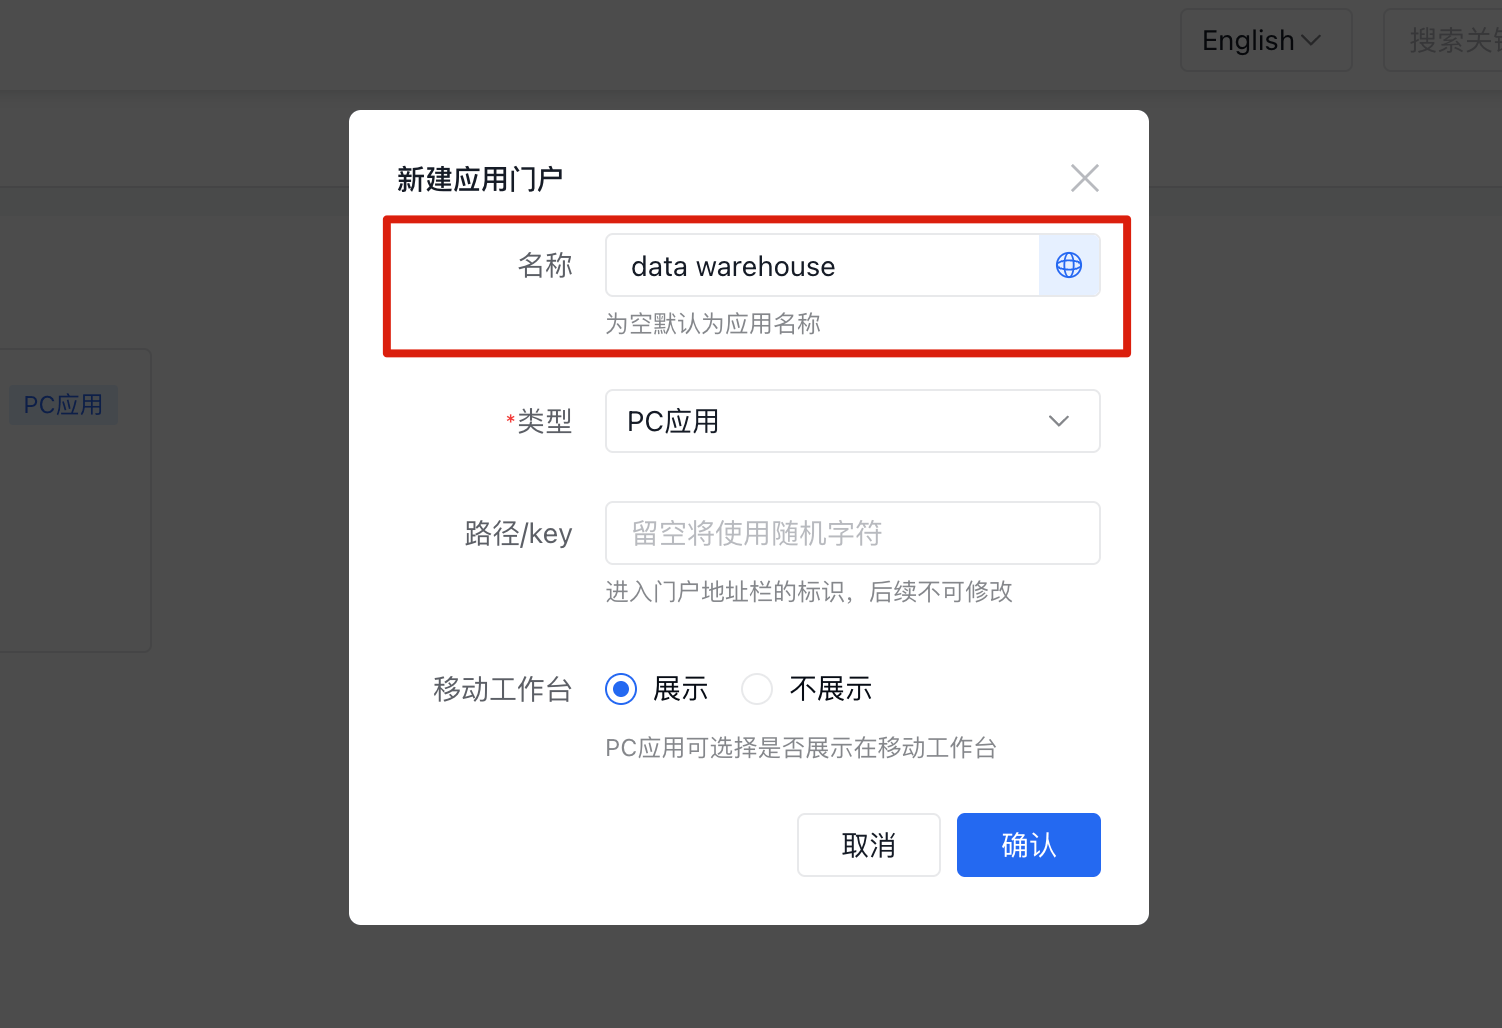 English
搜索关
新建应用门户
名称
data warehouse
为空默认为应用名称
PC应用
*类型
PC应用
路径/key
留空将使用随机字符
进入门户地址栏的标识，后续不可修改
移动工作台
展示
不展示
PC应用可选择是否展示在移动工作台
取消
确认